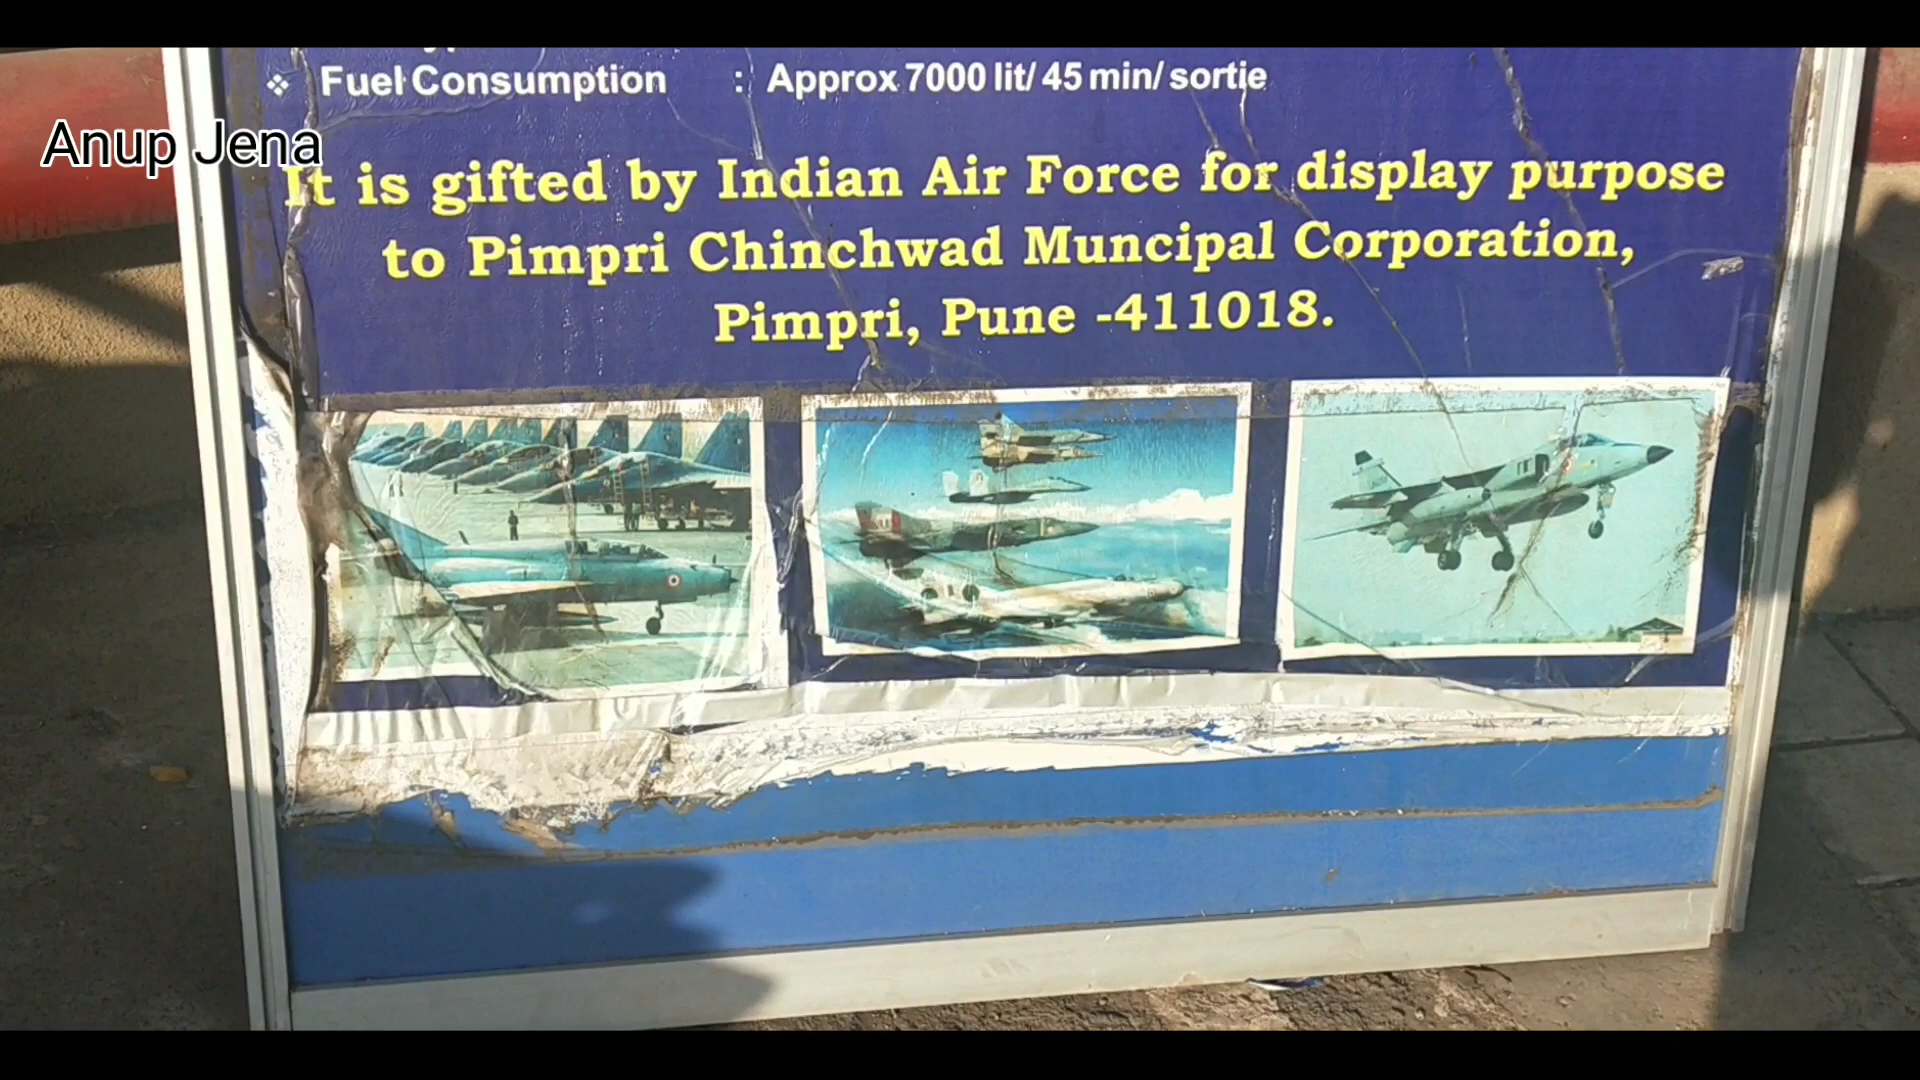 ❖ Fuel Consumption : Approx 7000 lit/ 45 min/ sortie
Anup Jena
It is gifted by Indian Air Force for display purpose
to Pimpri Chinchwad Muncipal Corporation,
Pimpri, Pune -411018.